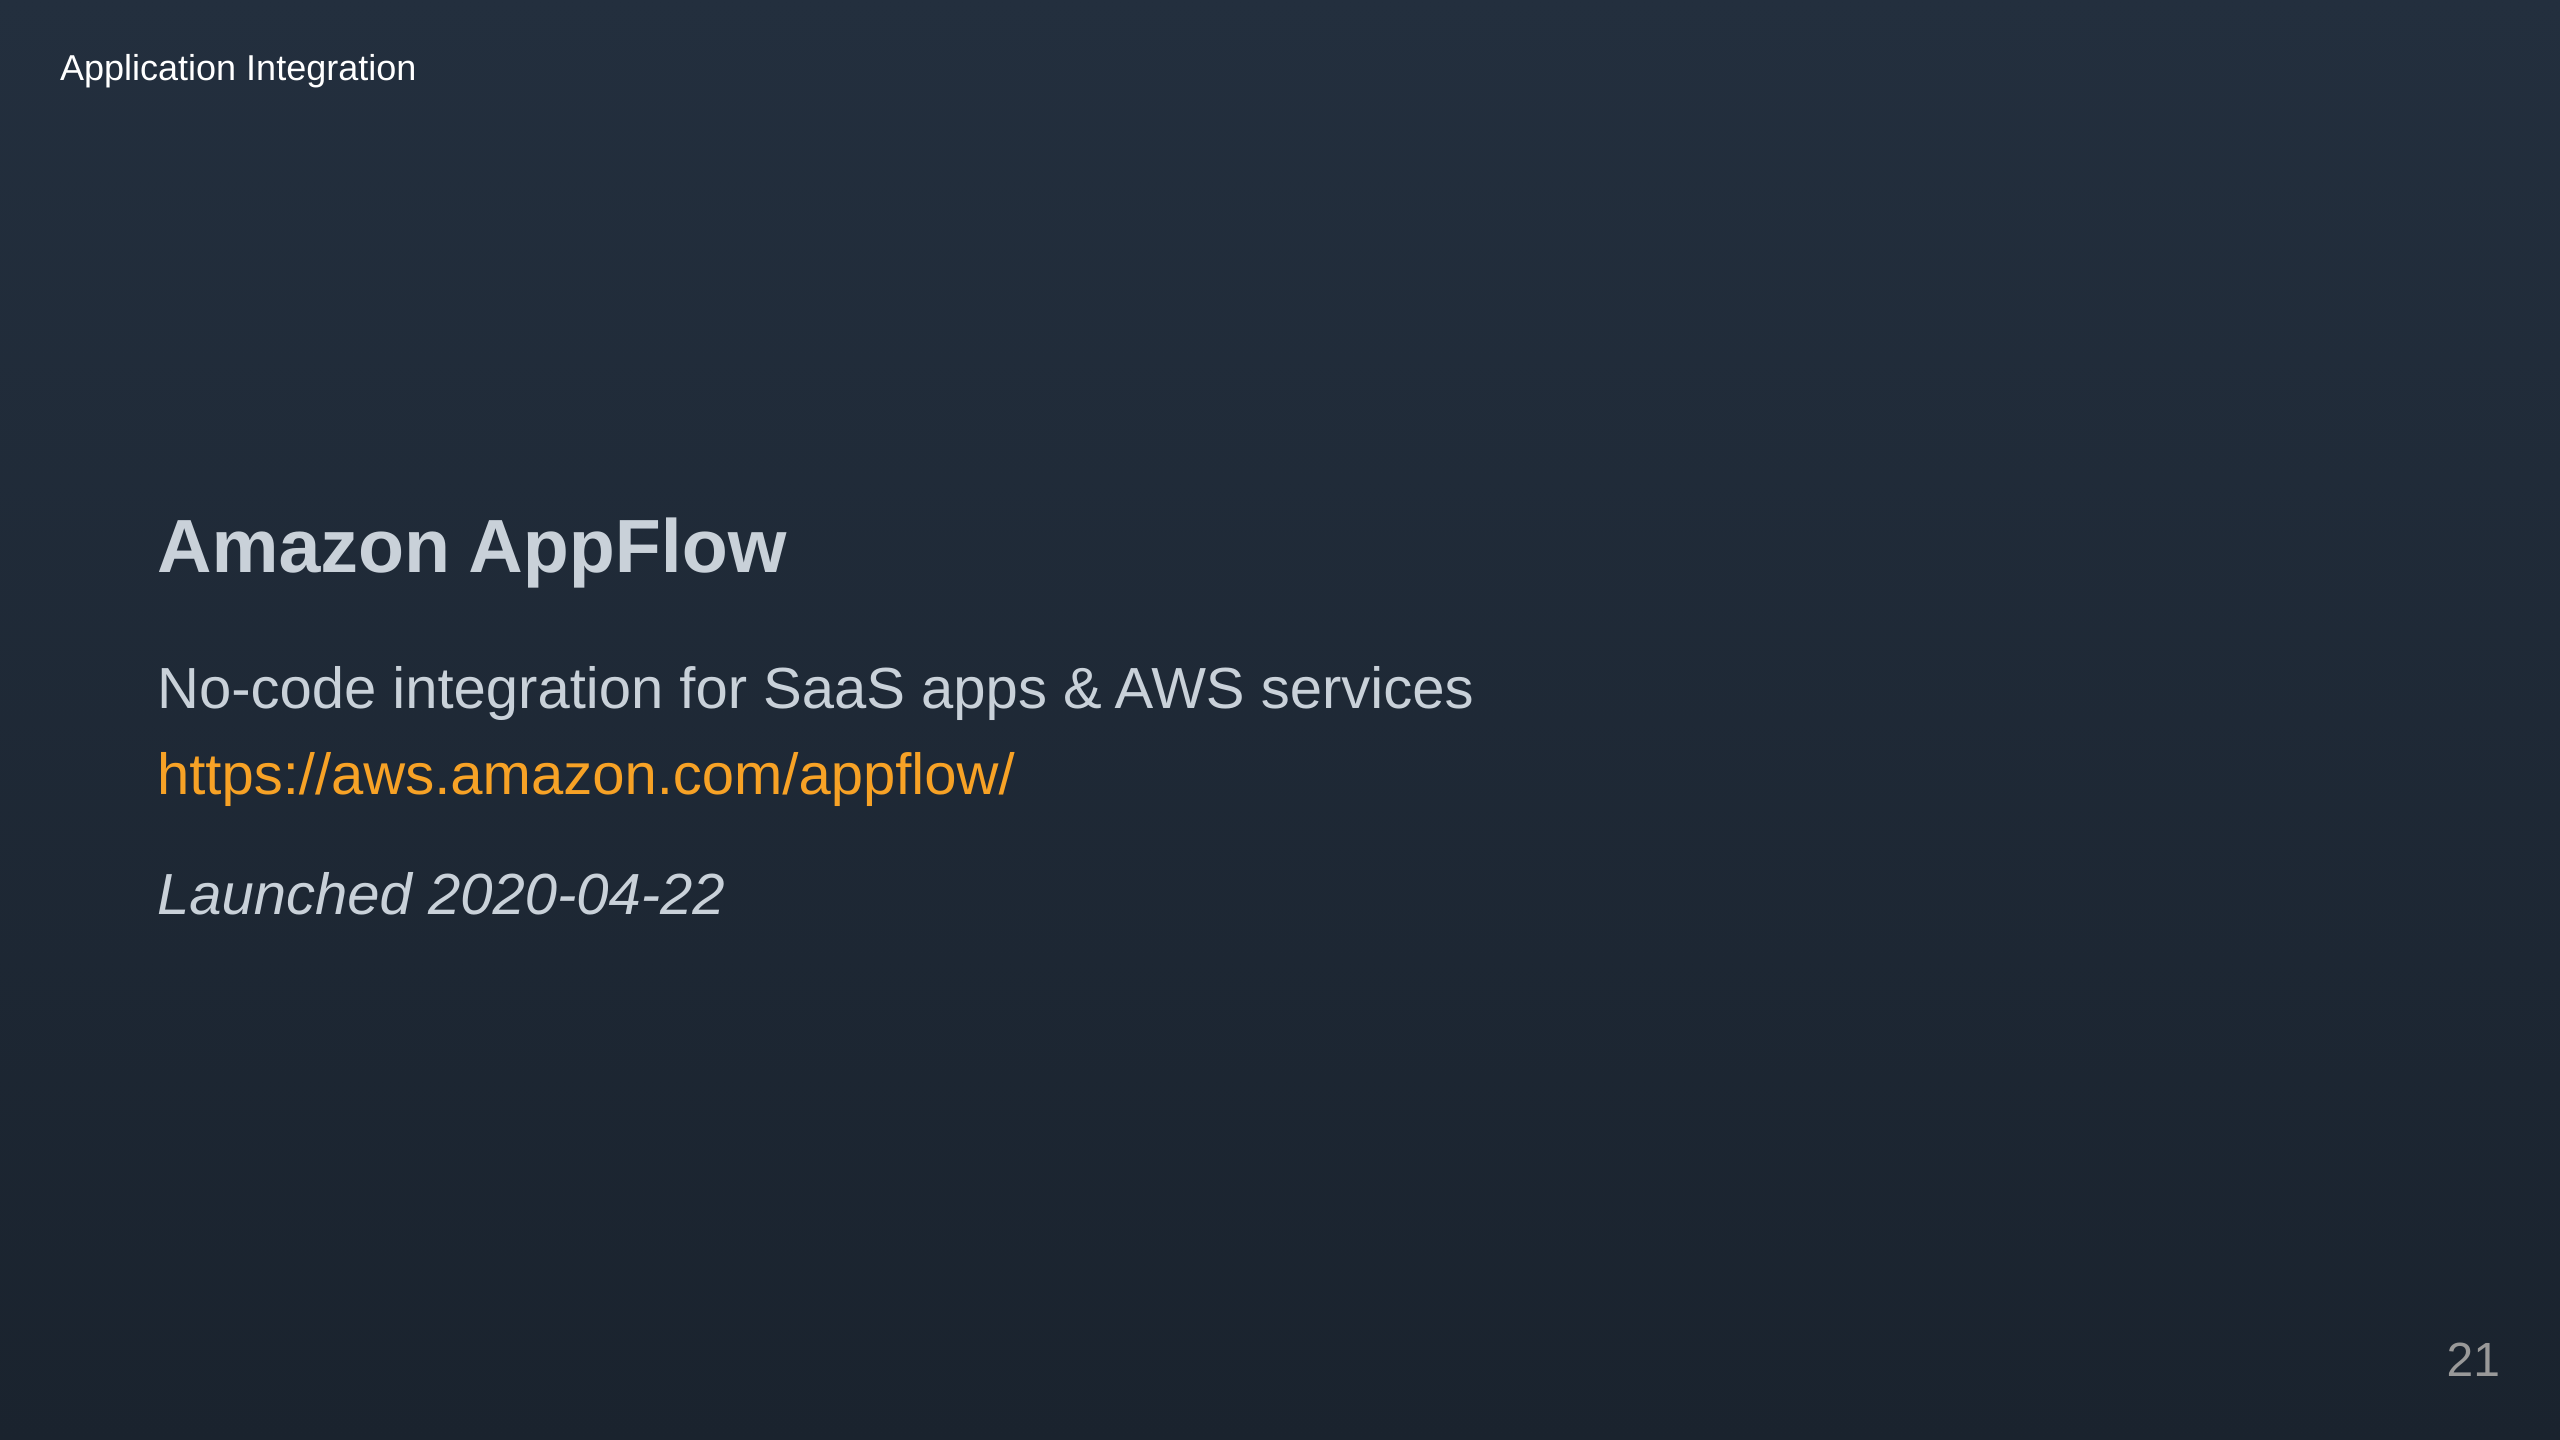 Application Integration
Amazon AppFlow
No-code integration for SaaS apps & AWS services
https://aws.amazon.com/appflow/
Launched 2020-04-22
21